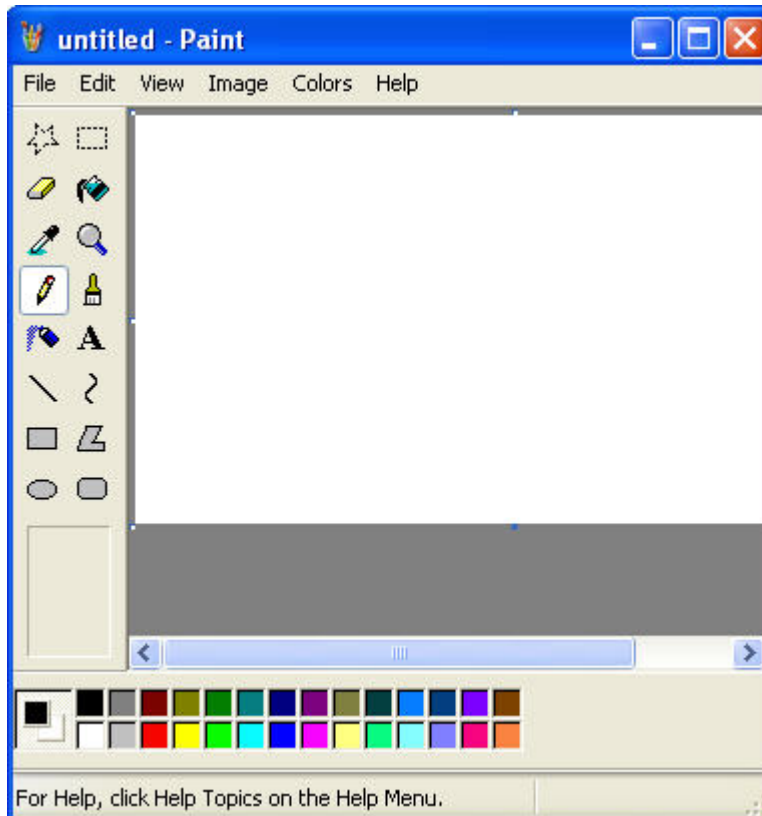 untitled - Paint
File Edit View Image Colors Help
A
For Help, click Help Topics on the Help Menu.